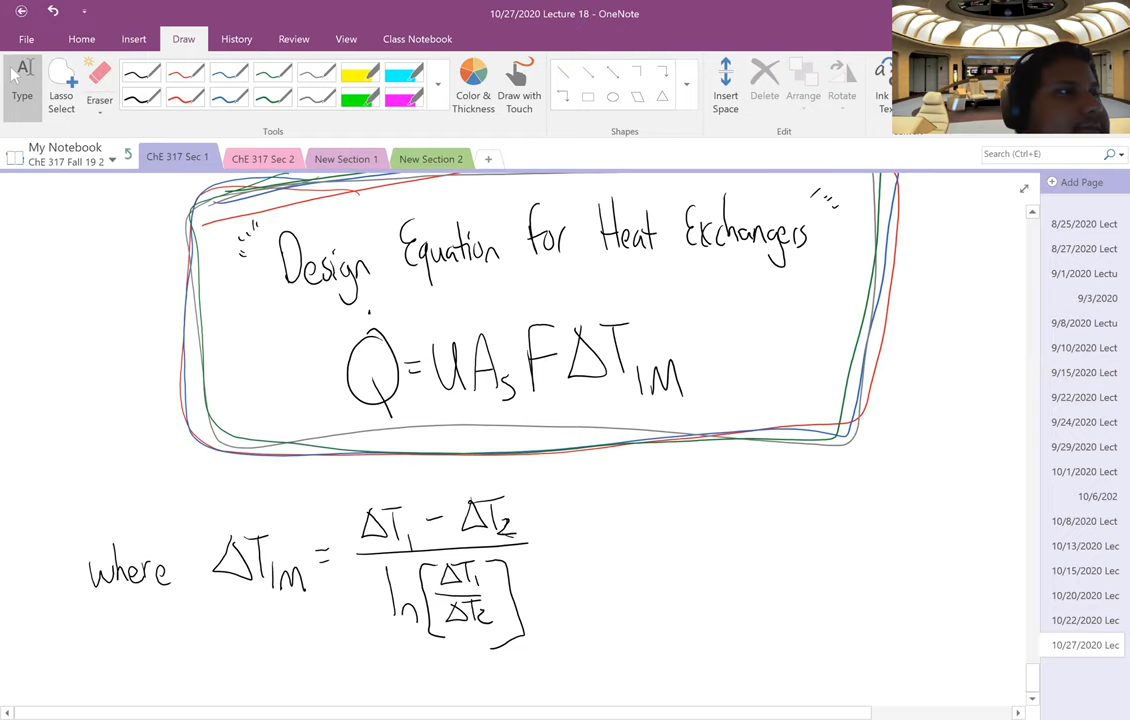 10/27/2020 Lecture 18 - OneNote
File Home Insert Draw History Review View Class Notebook
Type Lasso Select Eraser Color & Thickness Draw with Touch Insert Space Delete Arrange Rotate Ink Te
Tools Shapes Edit
My Notebook
ChE 317 Fall 19 2
ChE 317 Sec 1 ChE 317 Sec 2 New Section 1 New Section 2 +
Search (Ctrl+E)
Add Page
8/25/2020 Lect
8/27/2020 Lect
9/1/2020 Lectu
9/3/2020
9/8/2020 Lectu
9/10/2020 Lect
9/15/2020 Lect
9/22/2020 Lect
9/24/2020 Lect
9/29/2020 Lect
10/1/2020 Lect
10/6/202
10/8/2020 Lect
10/13/2020 Lec
10/15/2020 Lec
10/20/2020 Lec
10/22/2020 Lec
10/27/2020 Lec
Design Equation for Heat Exchangers
Q̇ = UAₛFΔTlM
where ΔTlM = ΔT₁ - ΔT₂
ln[ΔT₁/ΔT₂]